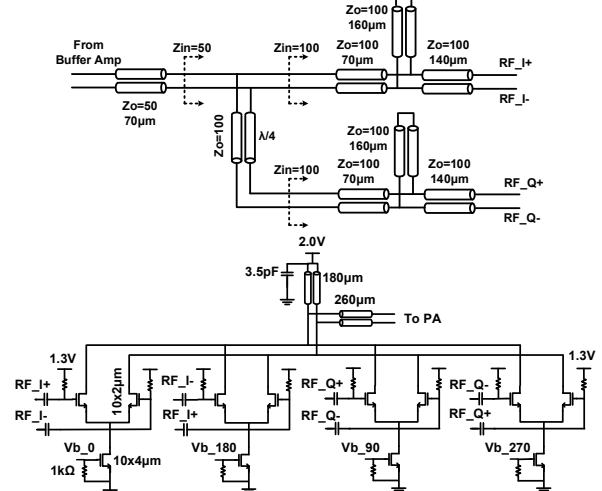 Zo=100
160µm
From
Buffer Amp
Zin=50
Zin=100
Zo=100
70µm
Zo=100
140µm
RF_I+
RF_I-
Zo=50
70µm
Zo=100
λ/4
Zo=100
160µm
Zin=100
Zo=100
70µm
Zo=100
140µm
RF_Q+
RF_Q-
2.0V
3.5pF
180µm
260µm
To PA
1.3V
1.3V
RF_I+
RF_I-
10x2µm
RF_I-
RF_I+
RF_Q+
RF_Q-
RF_Q-
RF_Q+
Vb_0
Vb_180
Vb_90
Vb_270
1kΩ
10x4µm